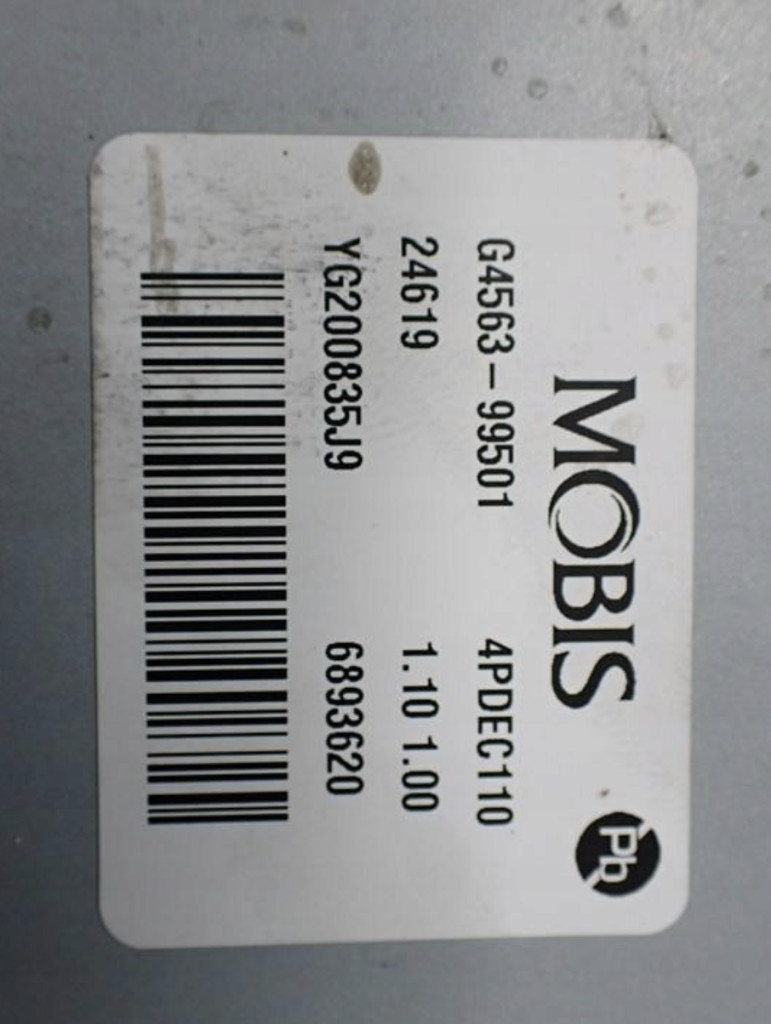 MOBIS Pb
G4563-99501 4PDEC110
24619 1.10 1.00
YG200835J9 6893620